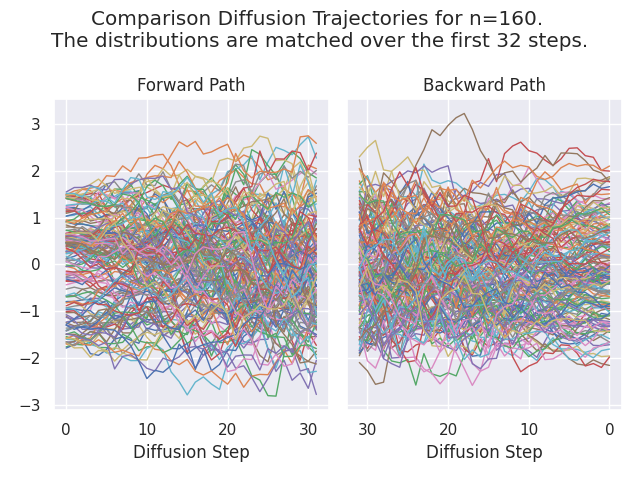 Comparison Diffusion Trajectories for n=160.
The distributions are matched over the first 32 steps.
Forward Path
Backward Path
3
2
1
0
−1
−2
−3
0 10 20 30
30 20 10 0
Diffusion Step
Diffusion Step